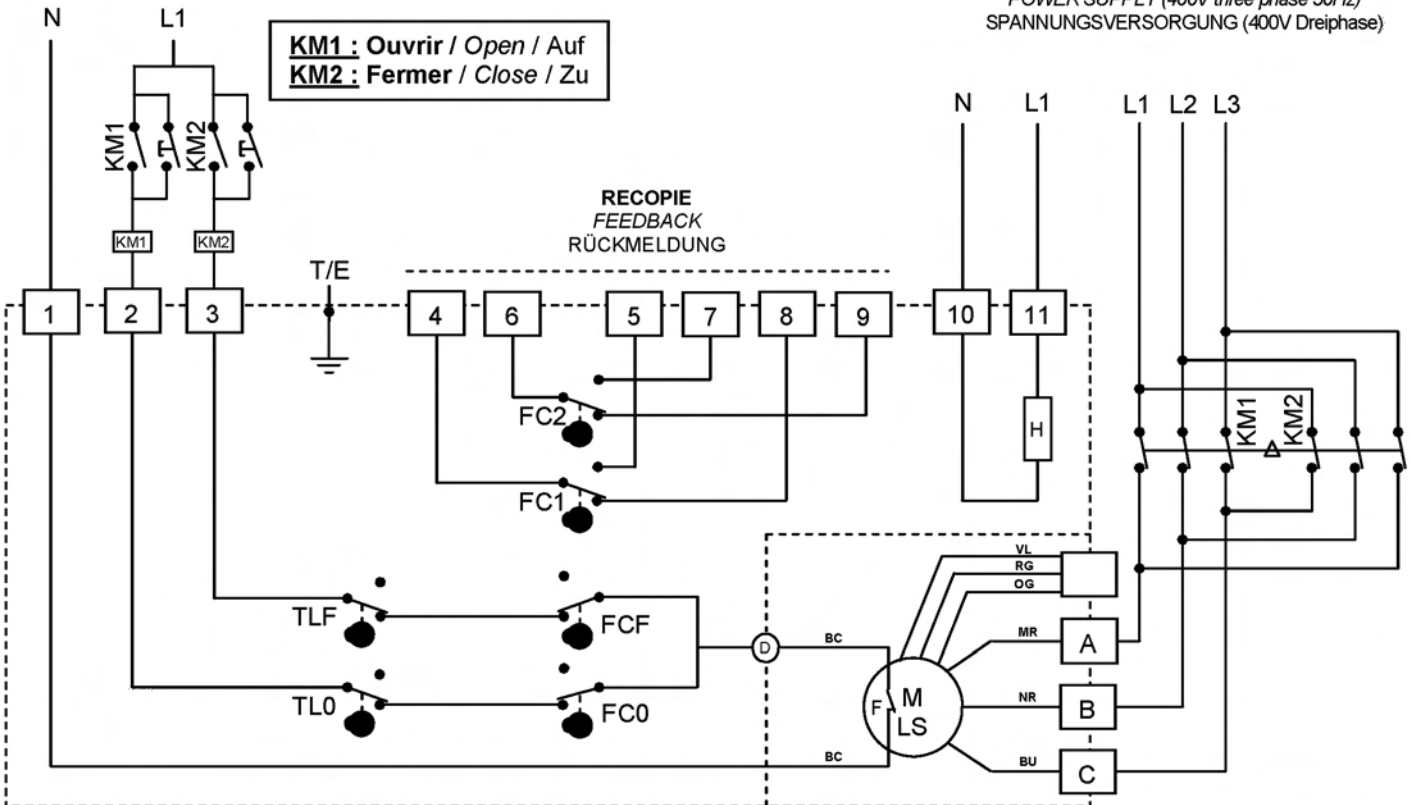 POWER SUPPLY (400V three phase 50Hz)
SPANNUNGSVERSORGUNG (400V Dreiphase)
N L1
KM1 : Ouvrir / Open / Auf
KM2 : Fermer / Close / Zu
N L1 L1 L2 L3
KM1 KM2
KM1 KM2
RECOPIE
FEEDBACK
RÜCKMELDUNG
T/E
1 2 3 4 6 5 7 8 9 10 11
FC2
FC1
H
KM1 KM2
VL
RG
OG
TLF FCF
D BC
MR A
TL0 FC0
F M
LS
NR B
BC
BU C